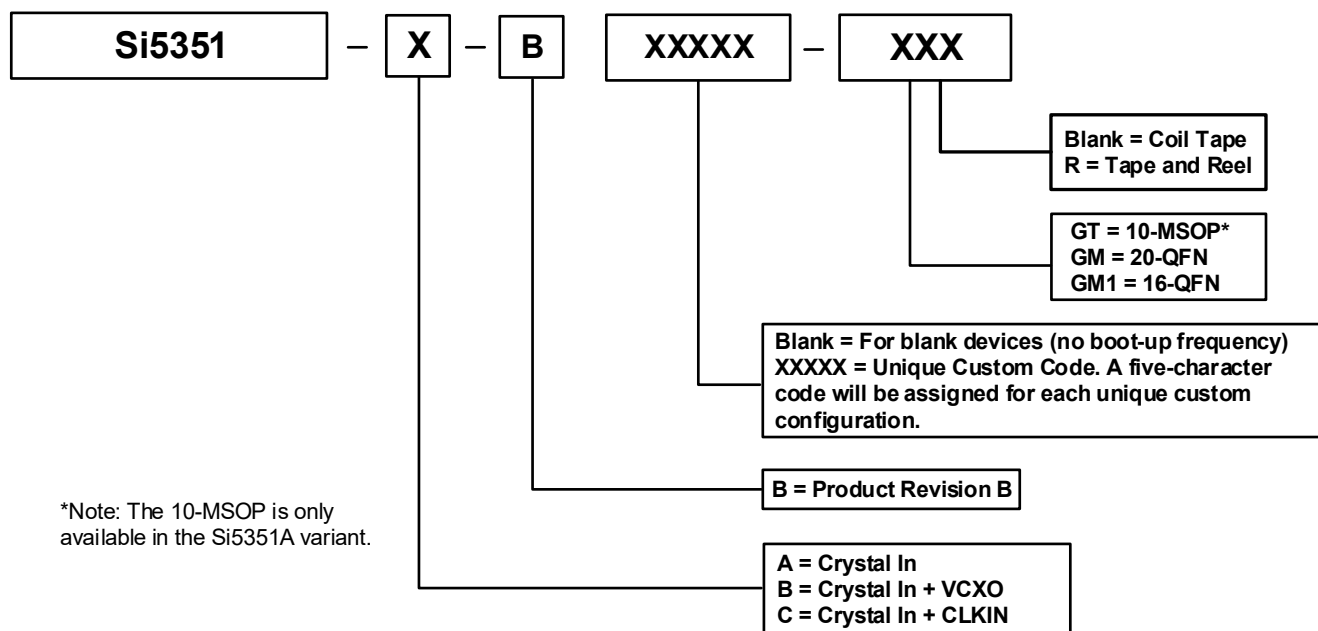 Si5351 – X – B XXXXX – XXX
Blank = Coil Tape
R = Tape and Reel
GT = 10-MSOP*
GM = 20-QFN
GM1 = 16-QFN
Blank = For blank devices (no boot-up frequency)
XXXXX = Unique Custom Code. A five-character
code will be assigned for each unique custom
configuration.
B = Product Revision B
*Note: The 10-MSOP is only
available in the Si5351A variant.
A = Crystal In
B = Crystal In + VCXO
C = Crystal In + CLKIN